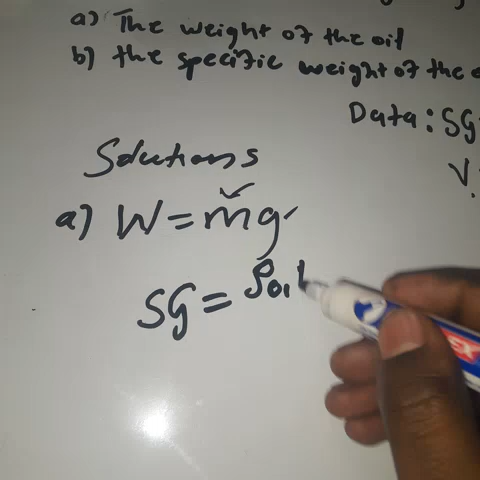 a) The weight of the oil
b) the specific weight of the
Data: SG
V
Solutions
a) W = mg
SG = ρoil